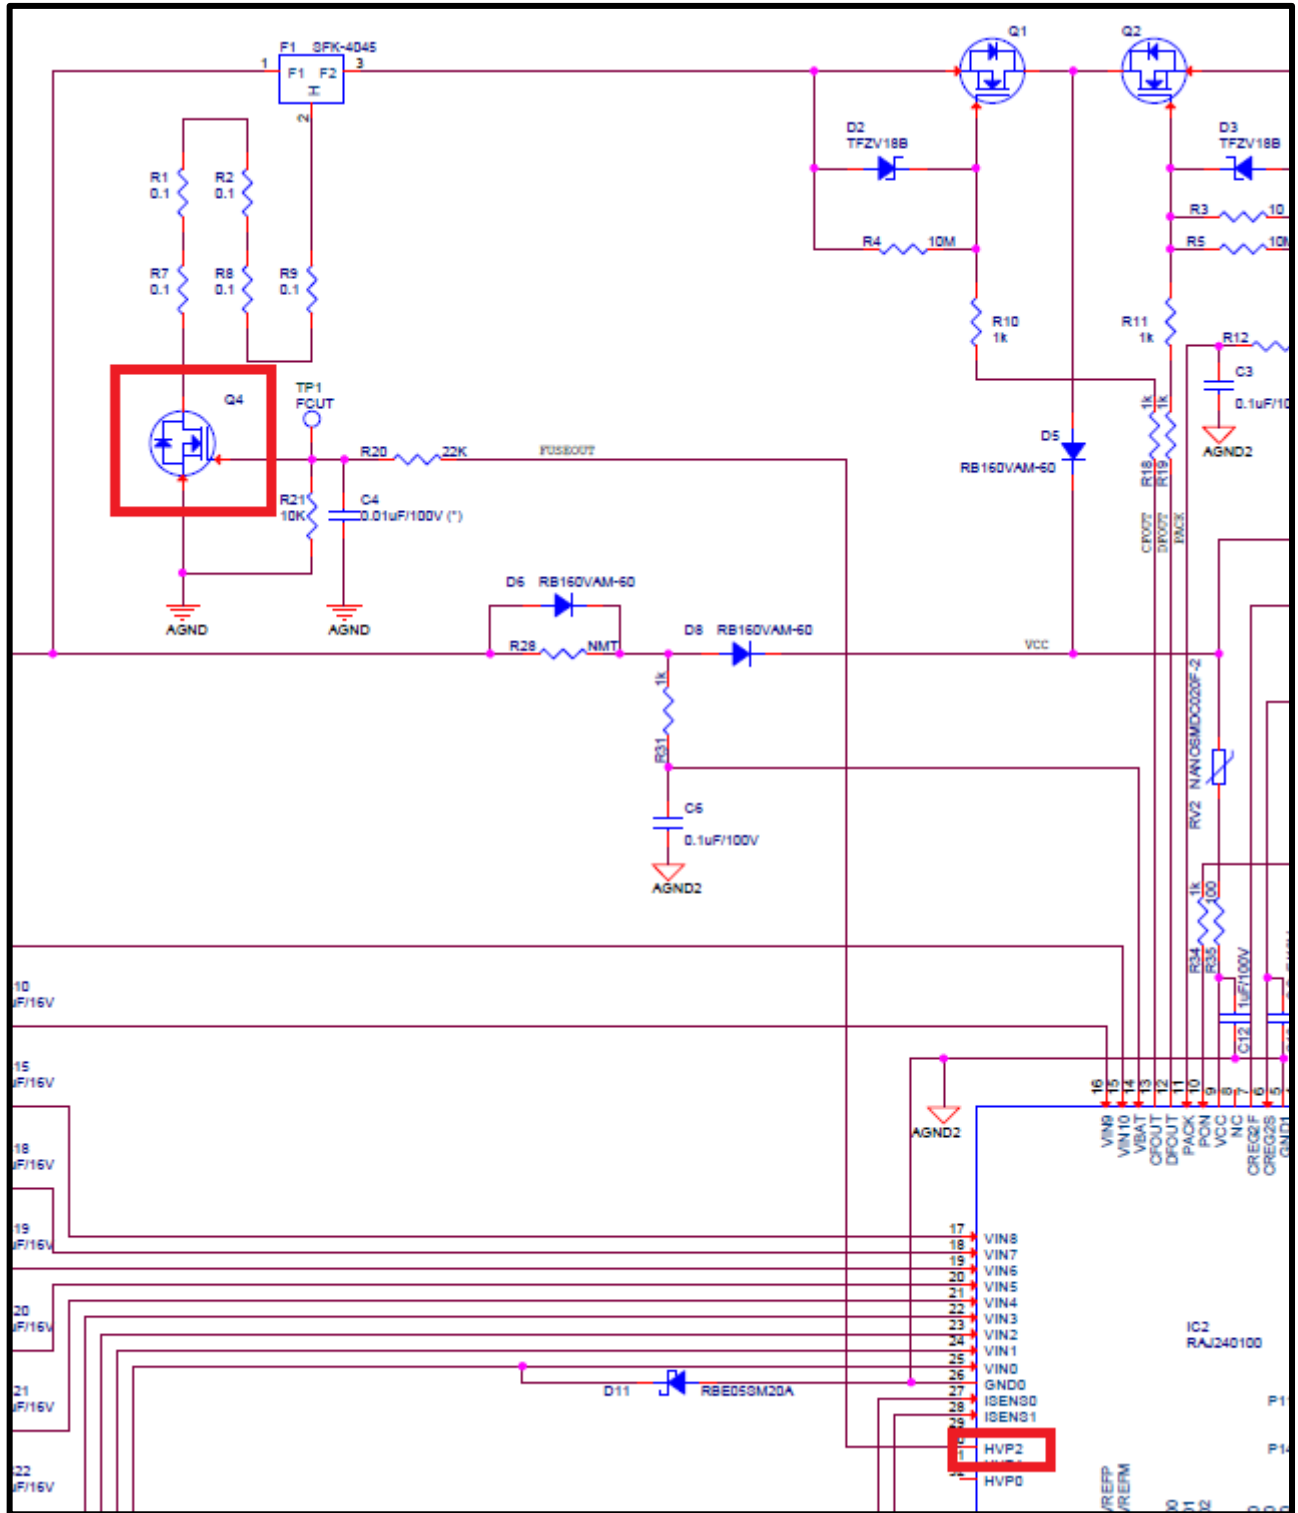 F1 SFK-4045
1
F1 F2
3
2
Q1
Q2
D2
TFZV18B
D3
TFZV18B
R1
0.1
R2
0.1
R3
10
R4
10M
R5
R7
0.1
R8
0.1
R9
0.1
R10
1k
R11
1k
R12
C3
Q4
TP1
FCUT
R20
22K
FUSEOUT
D5
RB160VAM-60
1k
1k
R18
R19
AGND2
R21
10K
C4
0.01uF/100V (*)
CFOUT
DFOUT
PACK
AGND
AGND
D6 RB160VAM-60
R28
NMT
D8 RB160VAM-60
VCC
1k
R31
RV2 NANOSMDC020F-2
C6
0.1uF/100V
AGND2
1k
100
R34
R35
C12 1uF/100V
10
uF/16V
15
uF/16V
18
uF/16V
19
uF/16V
20
uF/16V
21
uF/16V
22
uF/16V
AGND2
16
15
14
13
12
11
10
9
8
7
6
5
VIN9
VIN10
VBAT
CFOUT
DFOUT
PACK
PON
VCC
NC
CREG2F
CREG2S
GND1
17 VIN8
18 VIN7
19 VIN6
20 VIN5
21 VIN4
22 VIN3
23 VIN2
24 VIN1
25 VIN0
26 GND0
27 ISENS0
28 ISENS1
29
HVP2
HVP0
D11
RBE05SM20A
IC2
RAJ240100
VREFP
VREFM